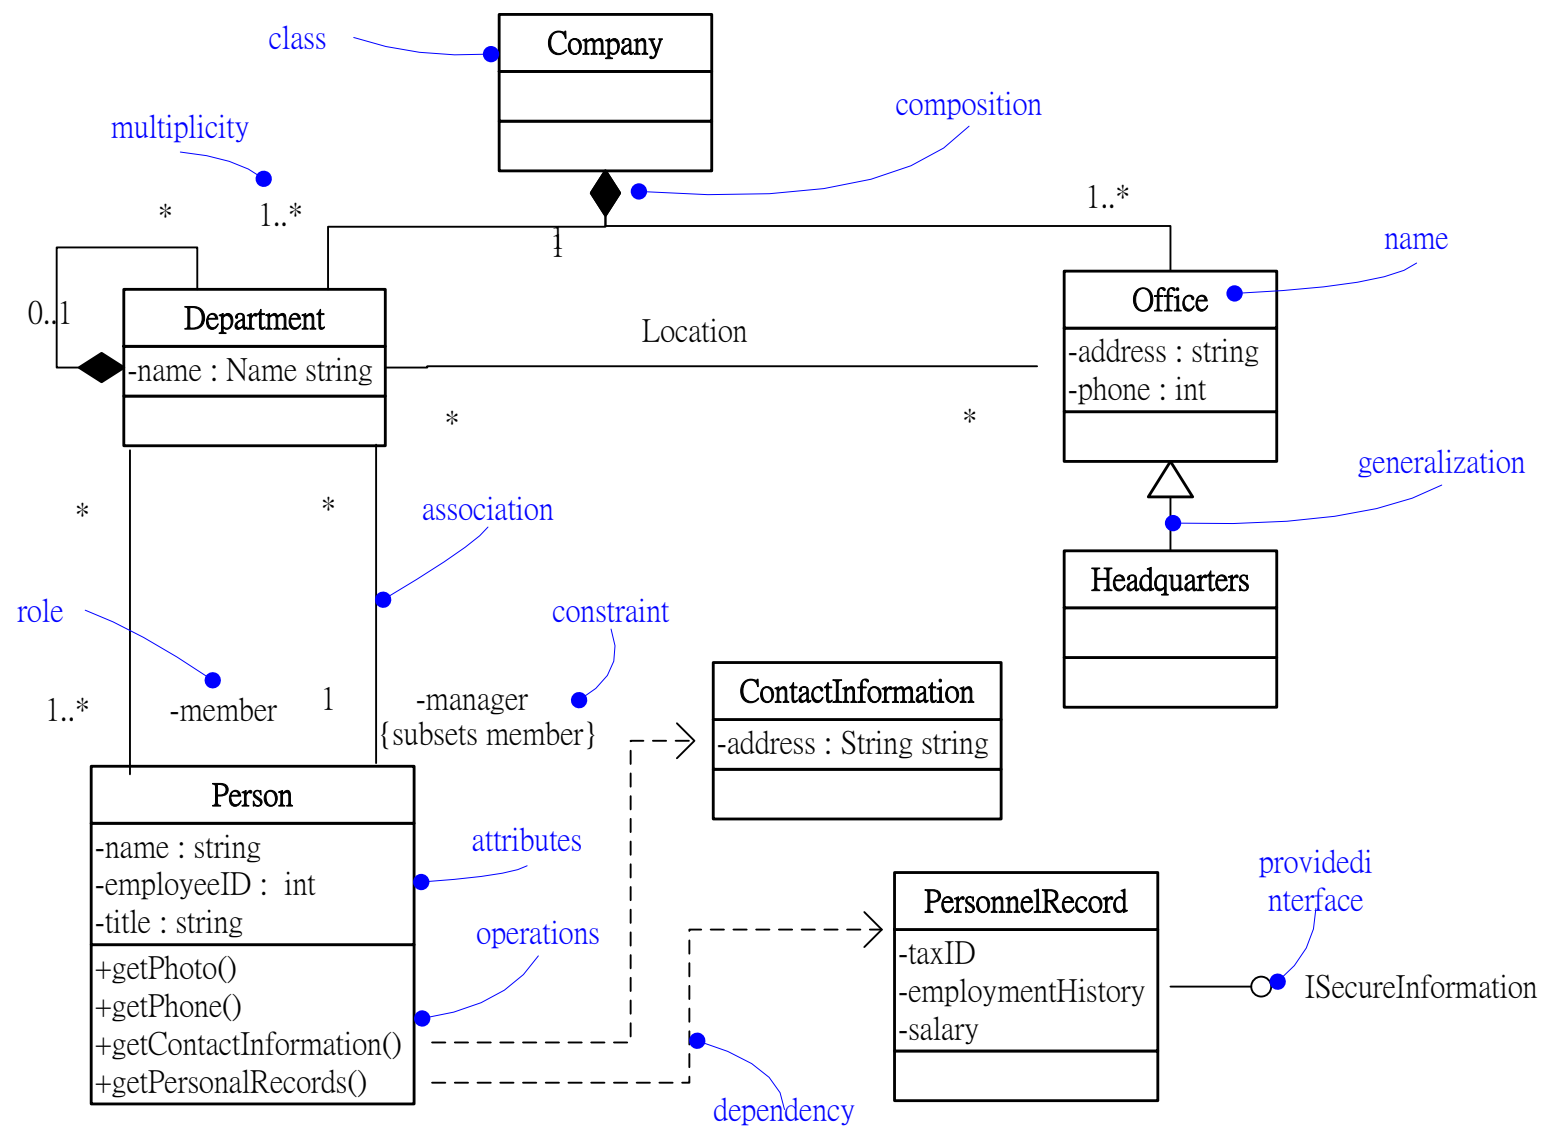 class
Company
composition
multiplicity
*
1..*
1
1
1..*
name
0..1
Department
-name : Name string
Location
*
*
Office
-address : string
-phone : int
generalization
Headquarters
*
*
association
role
1..*
-member
1
-manager
{subsets member}
constraint
ContactInformation
-address : String string
Person
-name : string
-employeeID :  int
-title : string
+getPhoto()
+getPhone()
+getContactInformation()
+getPersonalRecords()
attributes
operations
dependency
PersonnelRecord
-taxID
-employmentHistory
-salary
providedi
nterface
ISecureInformation